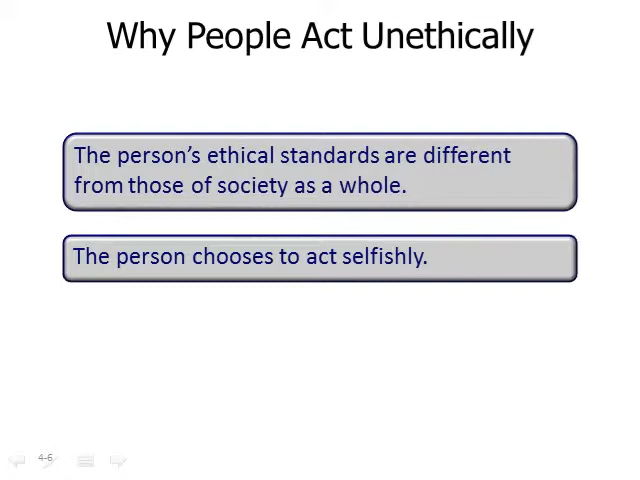 Why People Act Unethically
The person’s ethical standards are different
from those of society as a whole.
The person chooses to act selfishly.
4-6